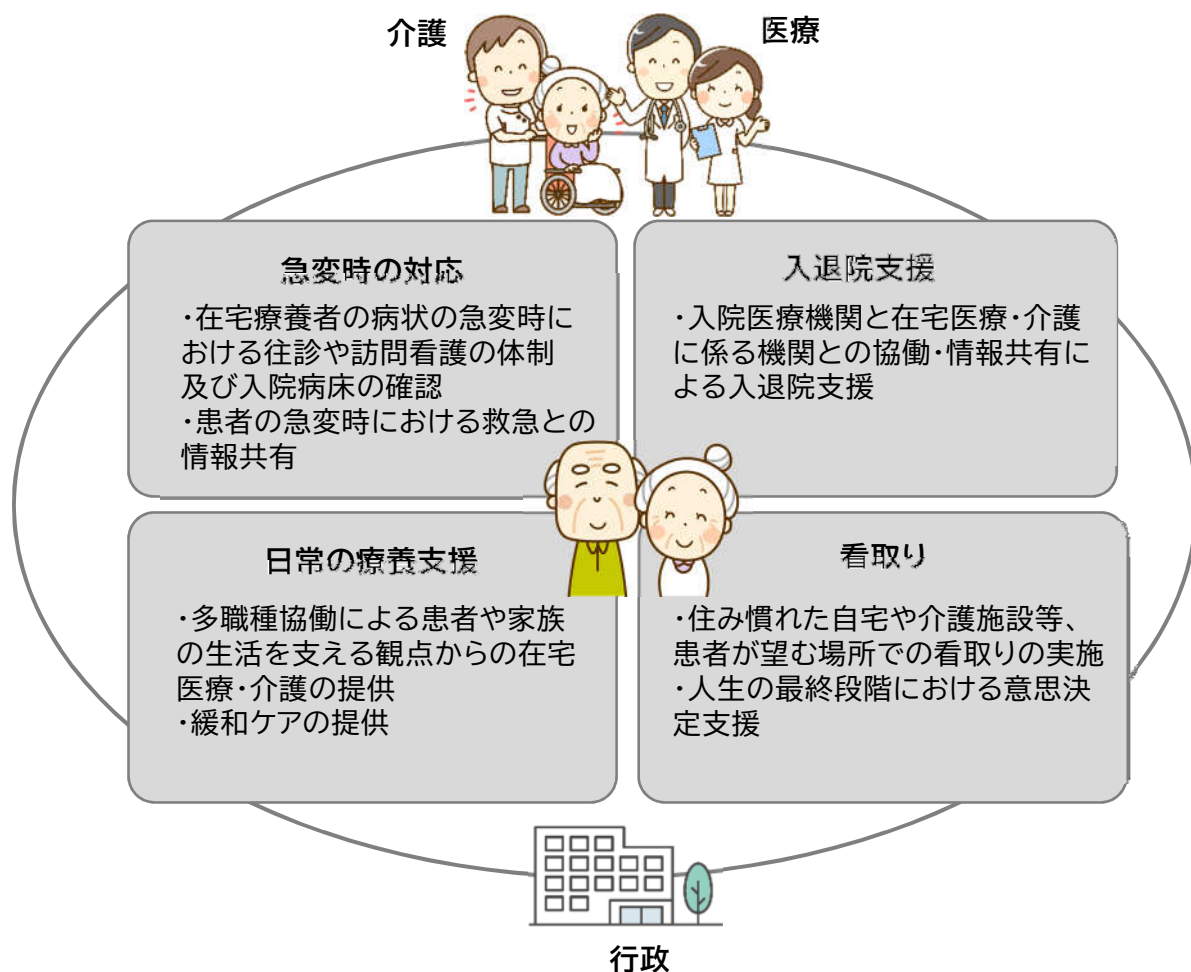 介護
医療
急変時の対応
・在宅療養者の病状の急変時に
おける往診や訪問看護の体制
及び入院病床の確認
・患者の急変時における救急との
情報共有
入退院支援
・入院医療機関と在宅医療・介護
に係る機関との協働・情報共有に
よる入退院支援
日常の療養支援
・多職種協働による患者や家族
の生活を支える観点からの在宅
医療・介護の提供
・緩和ケアの提供
看取り
・住み慣れた自宅や介護施設等、
患者が望む場所での看取りの実施
・人生の最終段階における意思決
定支援
行政